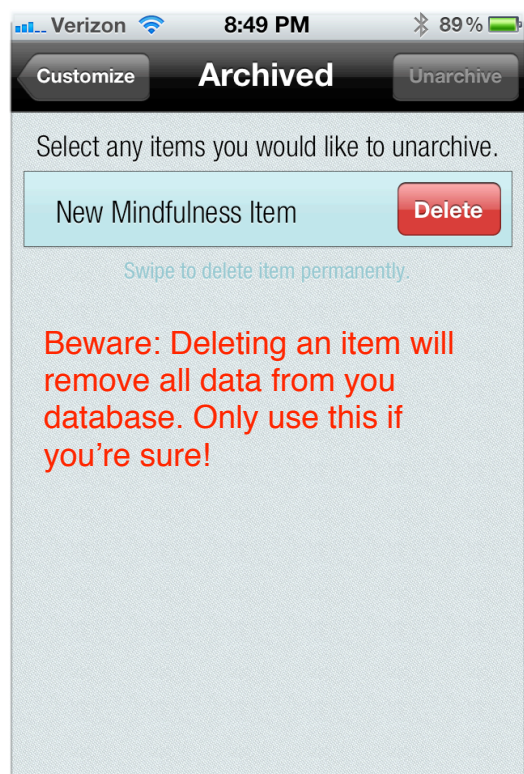 Verizon 8:49 PM 89%
Customize Archived Unarchive
Select any items you would like to unarchive.
New Mindfulness Item Delete
Swipe to delete item permanently.
Beware: Deleting an item will
remove all data from you
database. Only use this if
you’re sure!